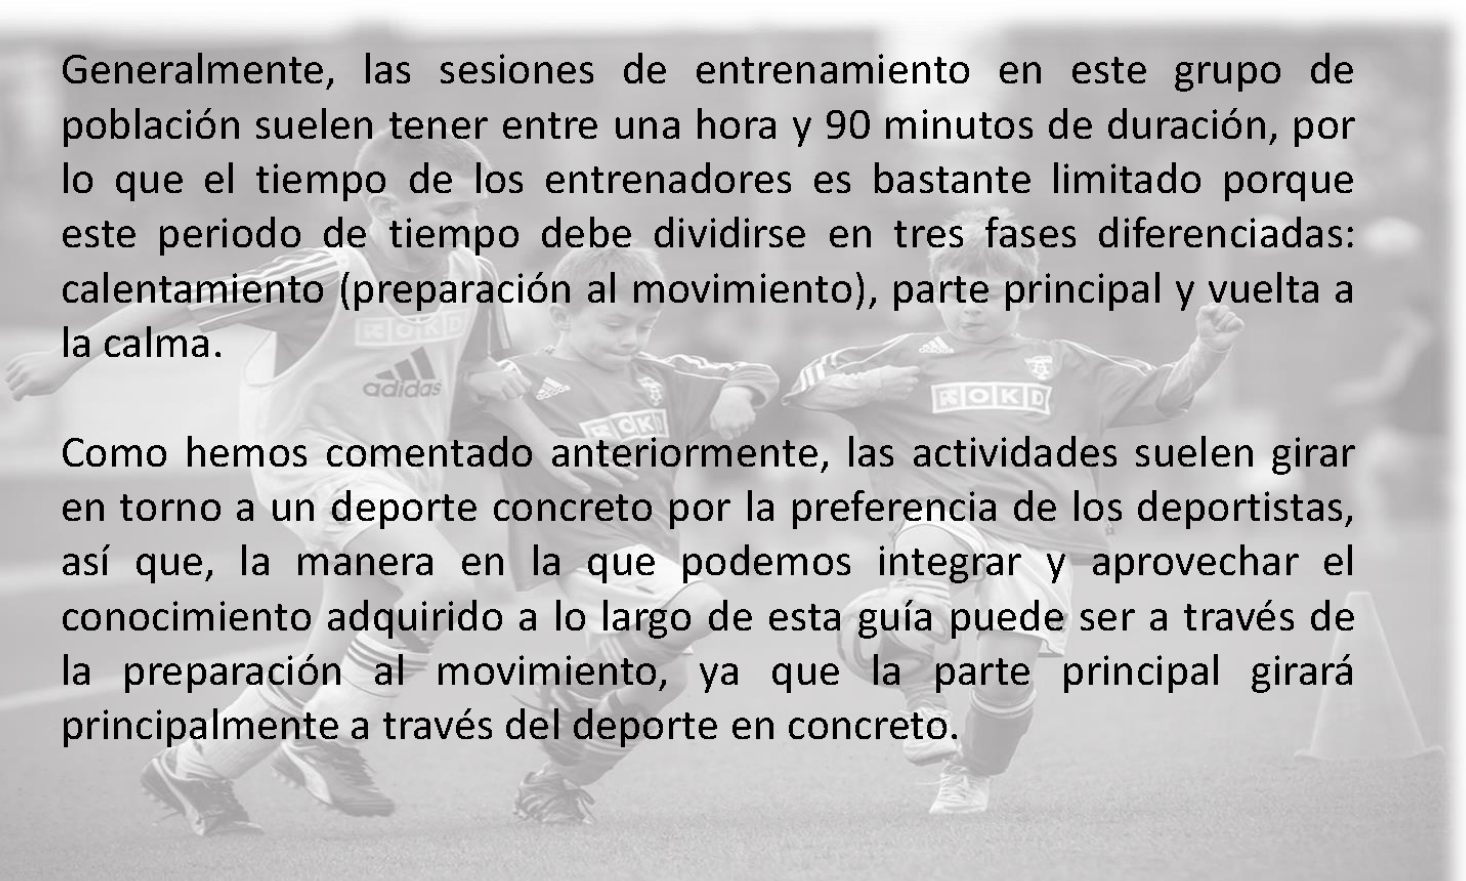 Generalmente, las sesiones de entrenamiento en este grupo de
población suelen tener entre una hora y 90 minutos de duración, por
lo que el tiempo de los entrenadores es bastante limitado porque
este periodo de tiempo debe dividirse en tres fases diferenciadas:
calentamiento (preparación al movimiento), parte principal y vuelta a
la calma.
OKD
adidas
OKD
OKD
Como hemos comentado anteriormente, las actividades suelen girar
en torno a un deporte concreto por la preferencia de los deportistas,
así que, la manera en la que podemos integrar y aprovechar el
conocimiento adquirido a lo largo de esta guía puede ser a través de
la preparación al movimiento, ya que la parte principal girará
principalmente a través del deporte en concreto.